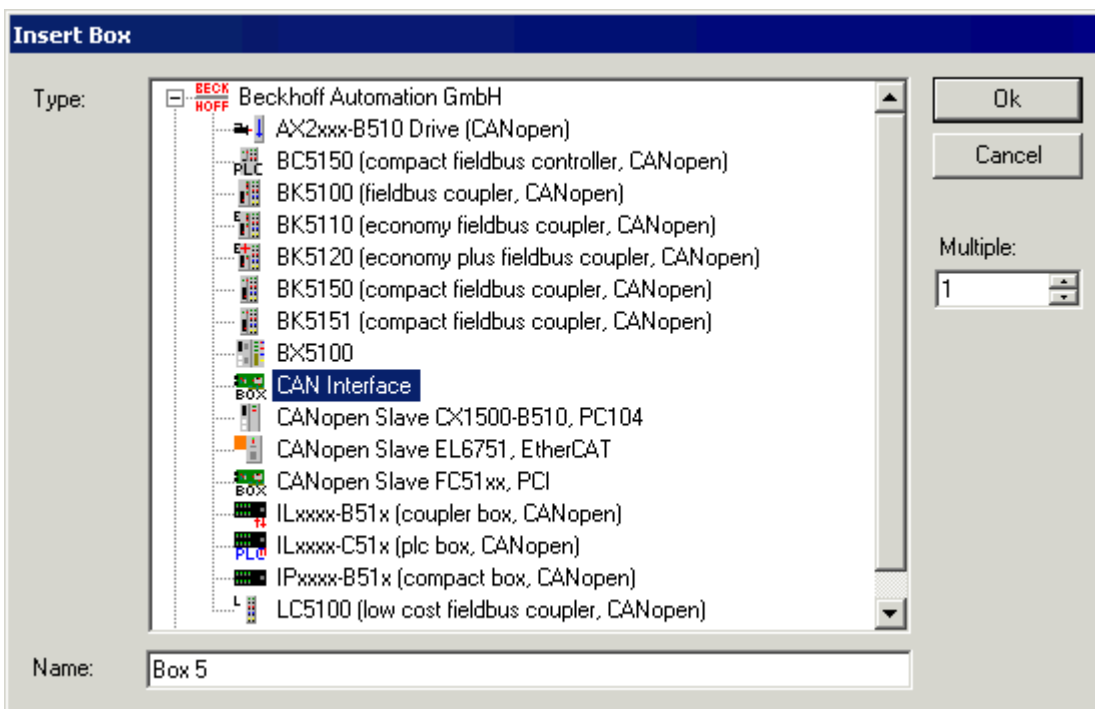 Insert Box
Type:
BECK
HOFF
Beckhoff Automation GmbH
Ok
AX2xxx-B510 Drive (CANopen)
PLC
BC5150 (compact fieldbus controller, CANopen)
Cancel
BK5100 (fieldbus coupler, CANopen)
E
BK5110 (economy fieldbus coupler, CANopen)
E+
BK5120 (economy plus fieldbus coupler, CANopen)
Multiple:
BK5150 (compact fieldbus coupler, CANopen)
1
BK5151 (compact fieldbus coupler, CANopen)
BX5100
BOX
CAN Interface
CANopen Slave CX1500-B510, PC104
CANopen Slave EL6751, EtherCAT
BOX
CANopen Slave FC51xx, PCI
ILxxxx-B51x (coupler box, CANopen)
PLC
ILxxxx-C51x (plc box, CANopen)
IPxxxx-B51x (compact box, CANopen)
L
LC5100 (low cost fieldbus coupler, CANopen)
Name:
Box 5